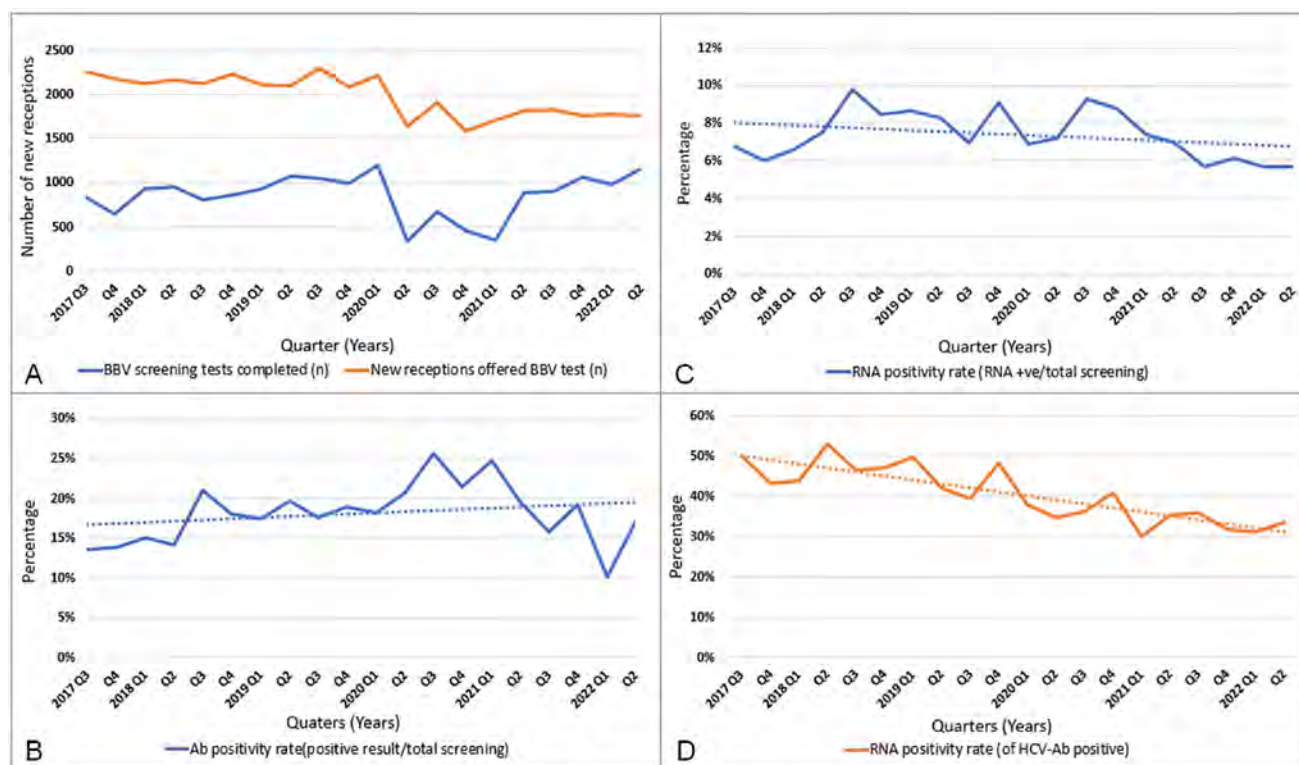 2500
2000
1500
1000
500
0
Number of new receptions
2017 Q3 Q4 2018 Q1 Q2 Q3 Q4 2019 Q1 Q2 Q3 Q4 2020 Q1 Q2 Q3 Q4 2021 Q1 Q2 Q3 Q4 2022 Q1 Q2
Quarter (Years)
BBV screening tests completed (n) New receptions offered BBV test (n)
A
12%
10%
8%
6%
4%
2%
0%
Percentage
2017 Q3 Q4 2018 Q1 Q2 Q3 Q4 2019 Q1 Q2 Q3 Q4 2020 Q1 Q2 Q3 Q4 2021 Q1 Q2 Q3 Q4 2022 Q1 Q2
Quarter (Years)
RNA positivity rate (RNA +ve/total screening)
C
30%
25%
20%
15%
10%
5%
0%
Percentage
2017 Q3 Q4 2018 Q1 Q2 Q3 Q4 2019 Q1 Q2 Q3 Q4 2020 Q1 Q2 Q3 Q4 2021 Q1 Q2 Q3 Q4 2022 Q1 Q2
Quaters (Years)
Ab positivity rate(positive result/total screening)
B
60%
50%
40%
30%
20%
10%
0%
Percentage
2017 Q3 Q4 2018 Q1 Q2 Q3 Q4 2019 Q1 Q2 Q3 Q4 2020 Q1 Q2 Q3 Q4 2021 Q1 Q2 Q3 Q4 2022 Q1 Q2
Quarters (Years)
RNA positivity rate (of HCV-Ab positive)
D